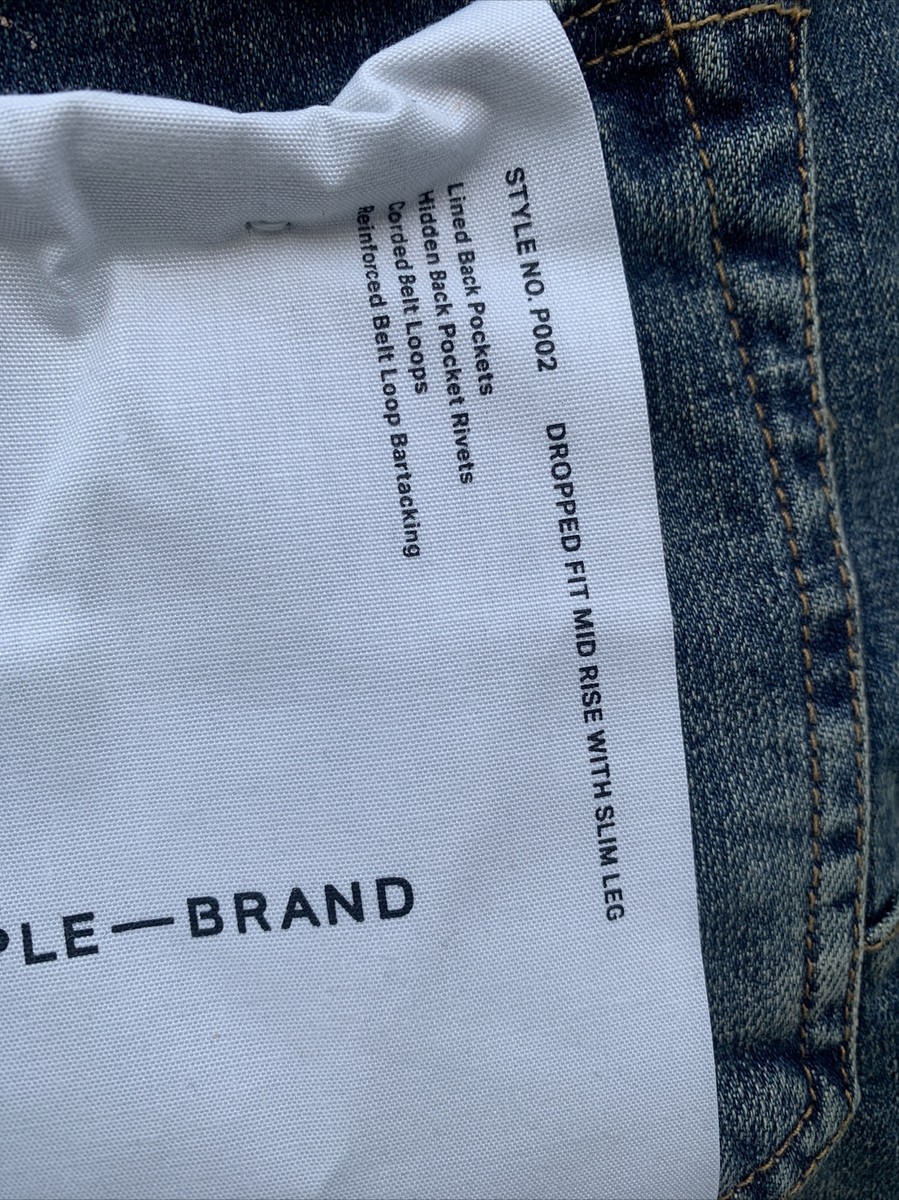 STYLE NO. P002 DROPPED FIT MID RISE WITH SLIM LEG
Lined Back Pockets
Hidden Back Pocket Rivets
Corded Belt Loops
Reinforced Belt Loop Bartacking
PLE—BRAND